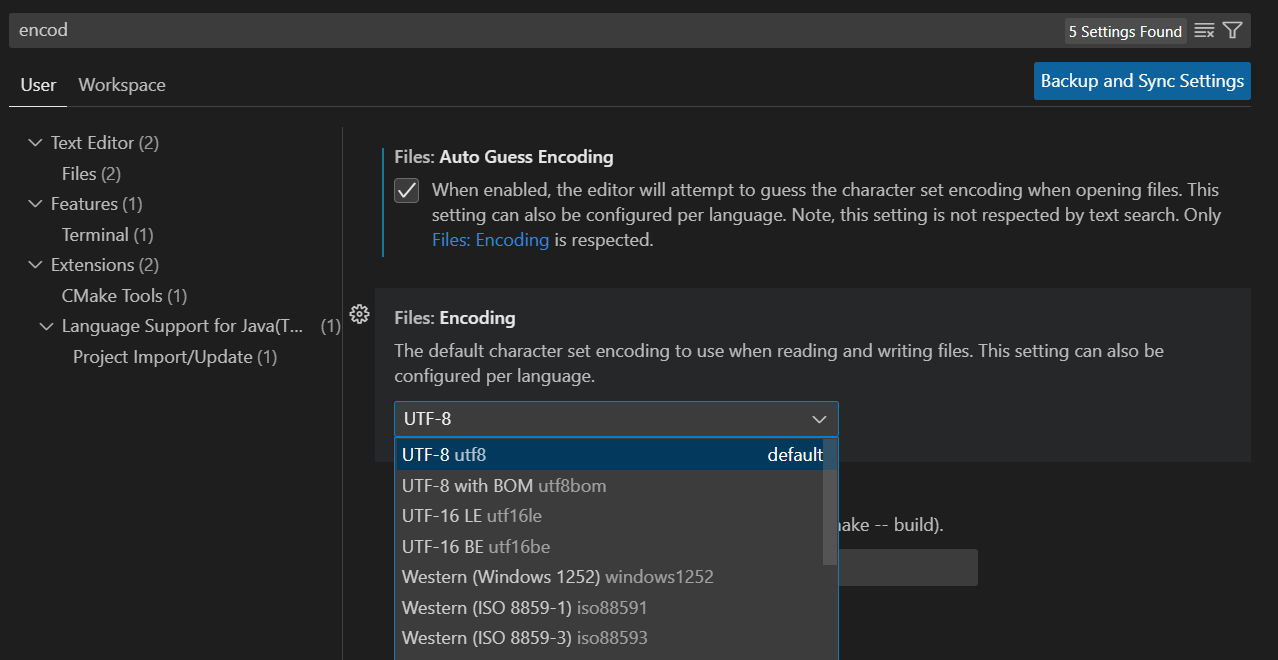 encod
5 Settings Found
User
Workspace
Backup and Sync Settings
Text Editor (2)
Files (2)
Features (1)
Terminal (1)
Extensions (2)
CMake Tools (1)
Language Support for Java(T... (1)
Project Import/Update (1)
Files: Auto Guess Encoding
When enabled, the editor will attempt to guess the character set encoding when opening files. This
setting can also be configured per language. Note, this setting is not respected by text search. Only
Files: Encoding is respected.
Files: Encoding
The default character set encoding to use when reading and writing files. This setting can also be
configured per language.
UTF-8
UTF-8 utf8 default
UTF-8 with BOM utf8bom
UTF-16 LE utf16le
UTF-16 BE utf16be
Western (Windows 1252) windows1252
Western (ISO 8859-1) iso88591
Western (ISO 8859-3) iso88593
-- build).